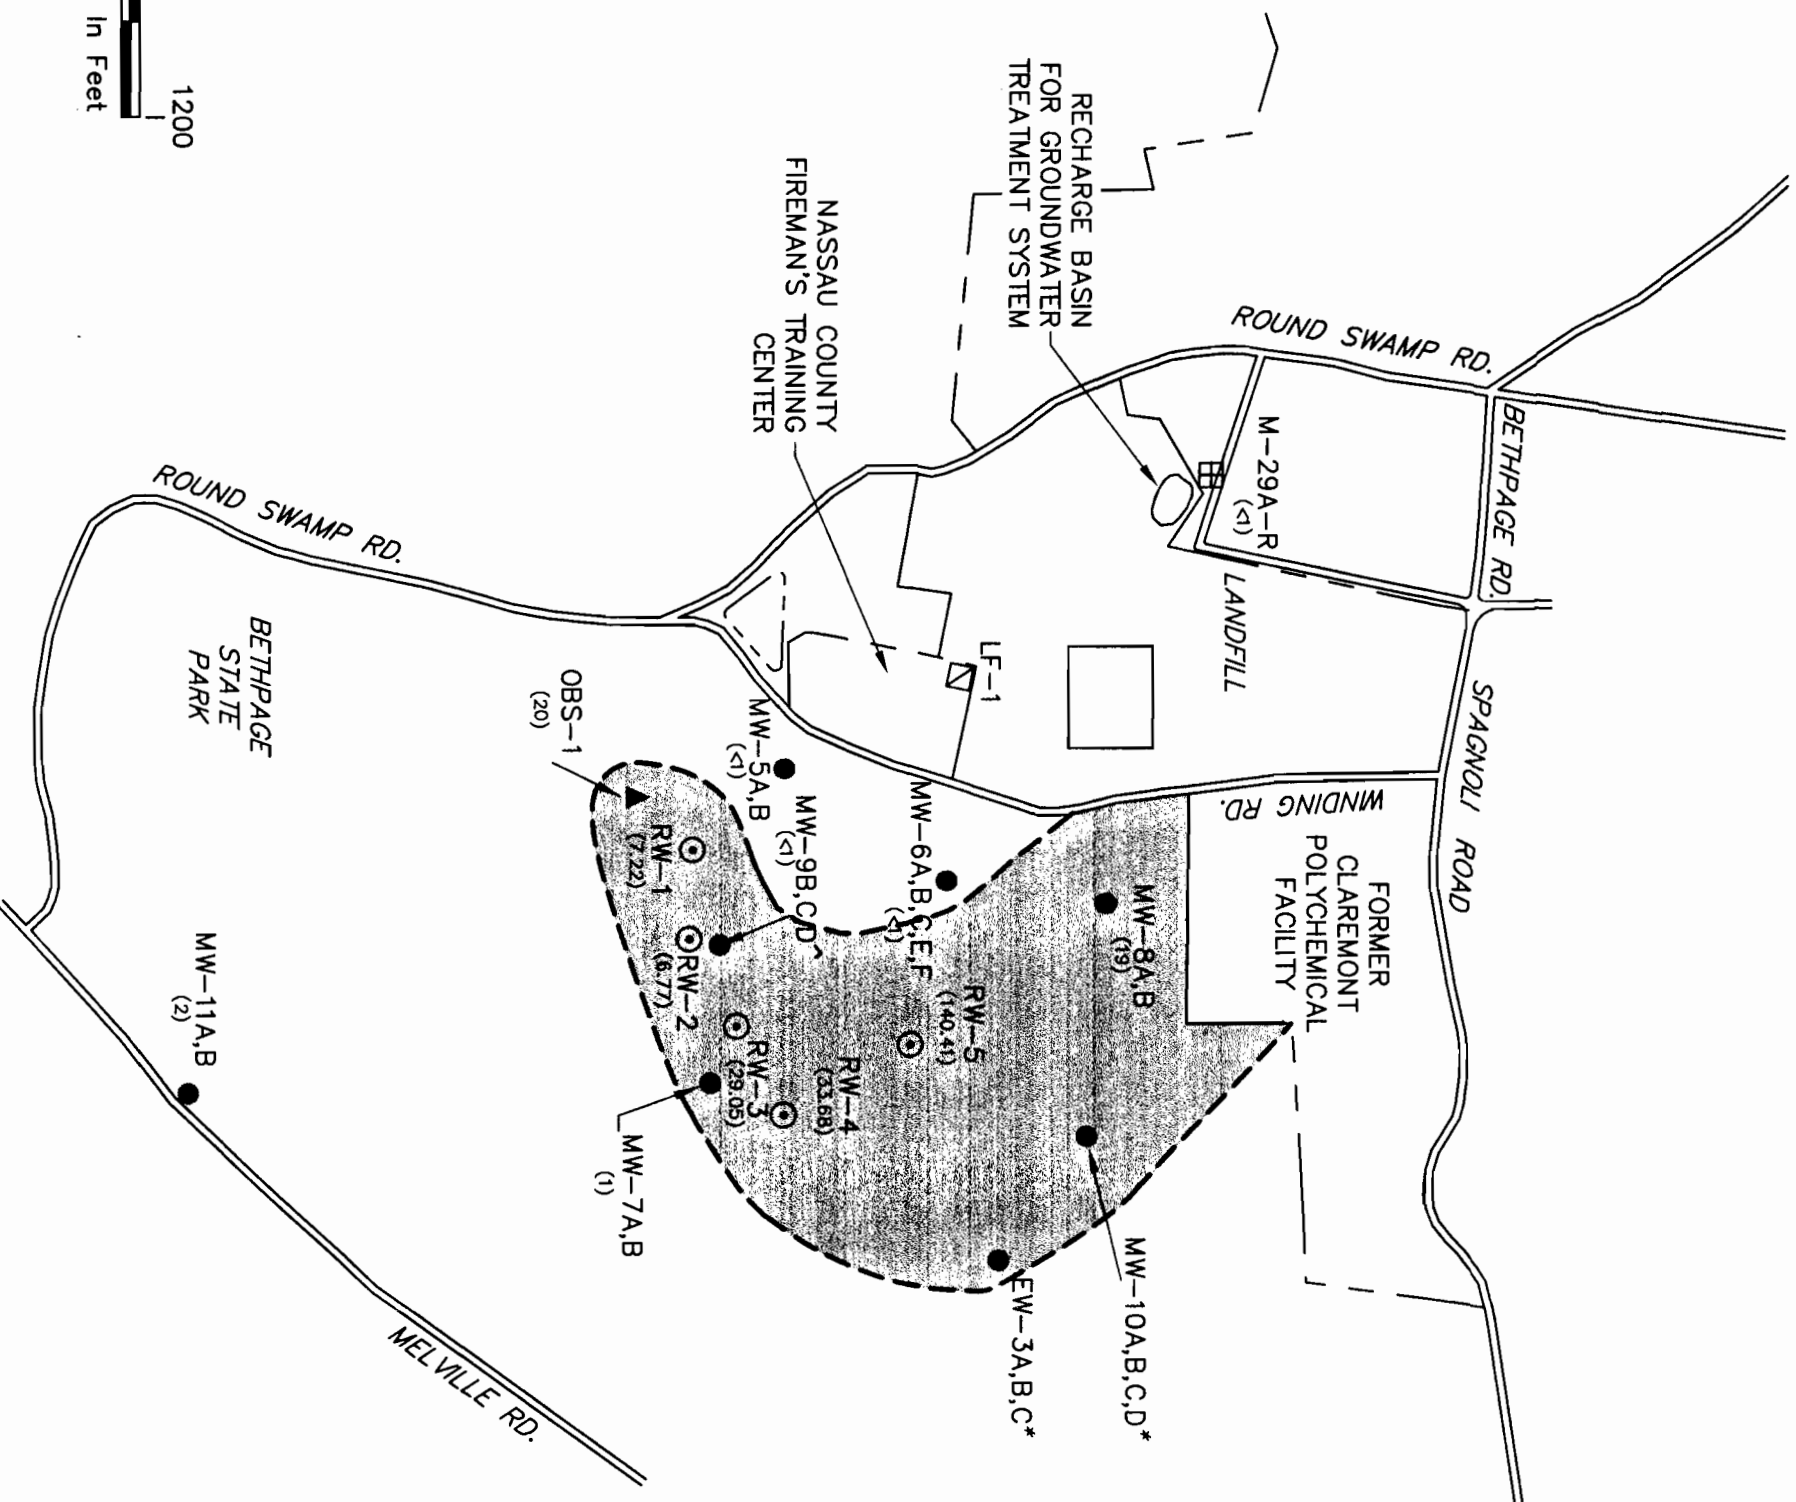 1200
In Feet
RECHARGE BASIN
FOR GROUNDWATER
TREATMENT SYSTEM
NASSAU COUNTY
FIREMAN'S TRAINING
CENTER
ROUND SWAMP RD.
BETHPAGE RD.
M-29A-R
(<1)
LANDFILL
LF-1
SPAGNOLI ROAD
WINDING RD.
FORMER
CLAREMONT
POLYCHEMICAL
FACILITY
ROUND SWAMP RD.
BETHPAGE
STATE
PARK
OBS-1
(20)
MW-5A,B
(<1)
MW-9B,C,D^
(<1)
MW-6A,B,C,E,F
(<1)
MW-8A,B
(19)
RW-1
(7.22)
RW-2
(6.77)
RW-3
(29.05)
RW-4
(33.68)
RW-5
(140.41)
MW-7A,B
(1)
MW-10A,B,C,D*
EW-3A,B,C*
MW-11A,B
(2)
MELVILLE RD.